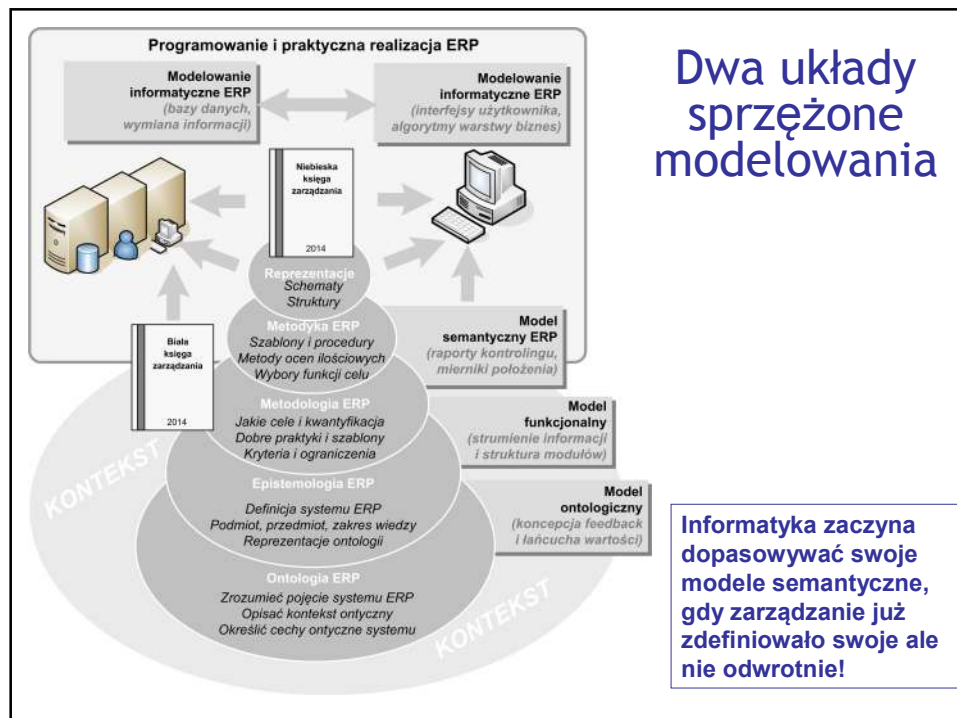 Dwa układy
sprzężone
modelowania
Programowanie i praktyczna realizacja ERP
Modelowanie
informatyczne ERP
(bazy danych,
wymiana informacji)
Modelowanie
informatyczne ERP
(interfejsy użytkownika,
algorytmy warstwy biznes)
Niebieska
księga
zarządzania
2014
Reprezentacje
Schematy
Struktury
Metodyka ERP
Szablony i procedury
Metody ocen ilościowych
Wybory funkcji celu
Model
semantyczny ERP
(raporty kontrolingu,
mierniki położenia)
Biała
księga
zarządzania
2014
Metodologia ERP
Jakie cele i kwantyfikacja
Dobre praktyki i szablony
Kryteria i ograniczenia
Model
funkcjonalny
(strumienie informacji
i struktura modułów)
KONTEKST
Epistemologia ERP
Definicja systemu ERP
Podmiot, przedmiot, zakres wiedzy
Reprezentacje ontologii
Model
ontologiczny
(koncepcja feedback
i łańcucha wartości)
Ontologia ERP
Zrozumieć pojęcie systemu ERP
Opisać kontekst ontyczny
Określić cechy ontyczne systemu
KONTEKST
Informatyka zaczyna
dopasowywać swoje
modele semantyczne,
gdy zarządzanie już
zdefiniowało swoje ale
nie odwrotnie!